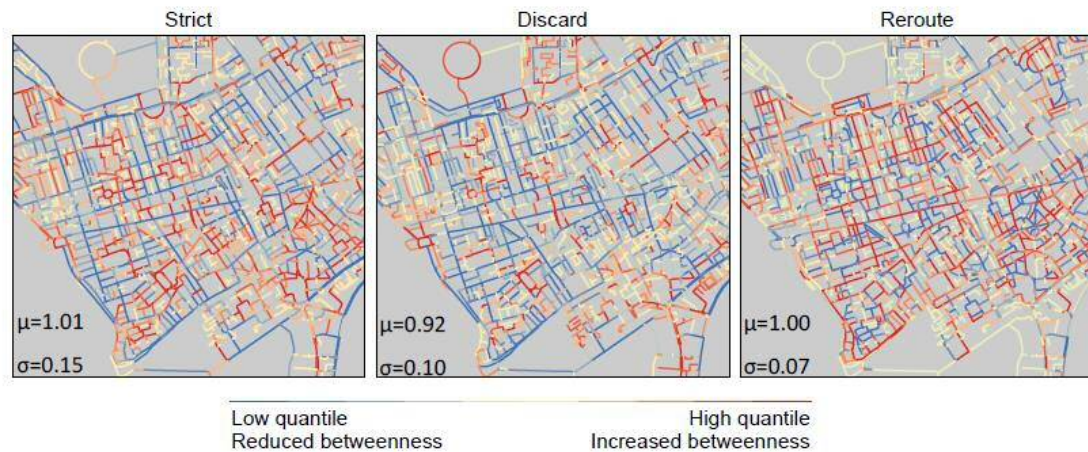 Strict
Discard
Reroute
μ=1.01
σ=0.15
μ=0.92
σ=0.10
μ=1.00
σ=0.07
Low quantile
Reduced betweenness
High quantile
Increased betweenness